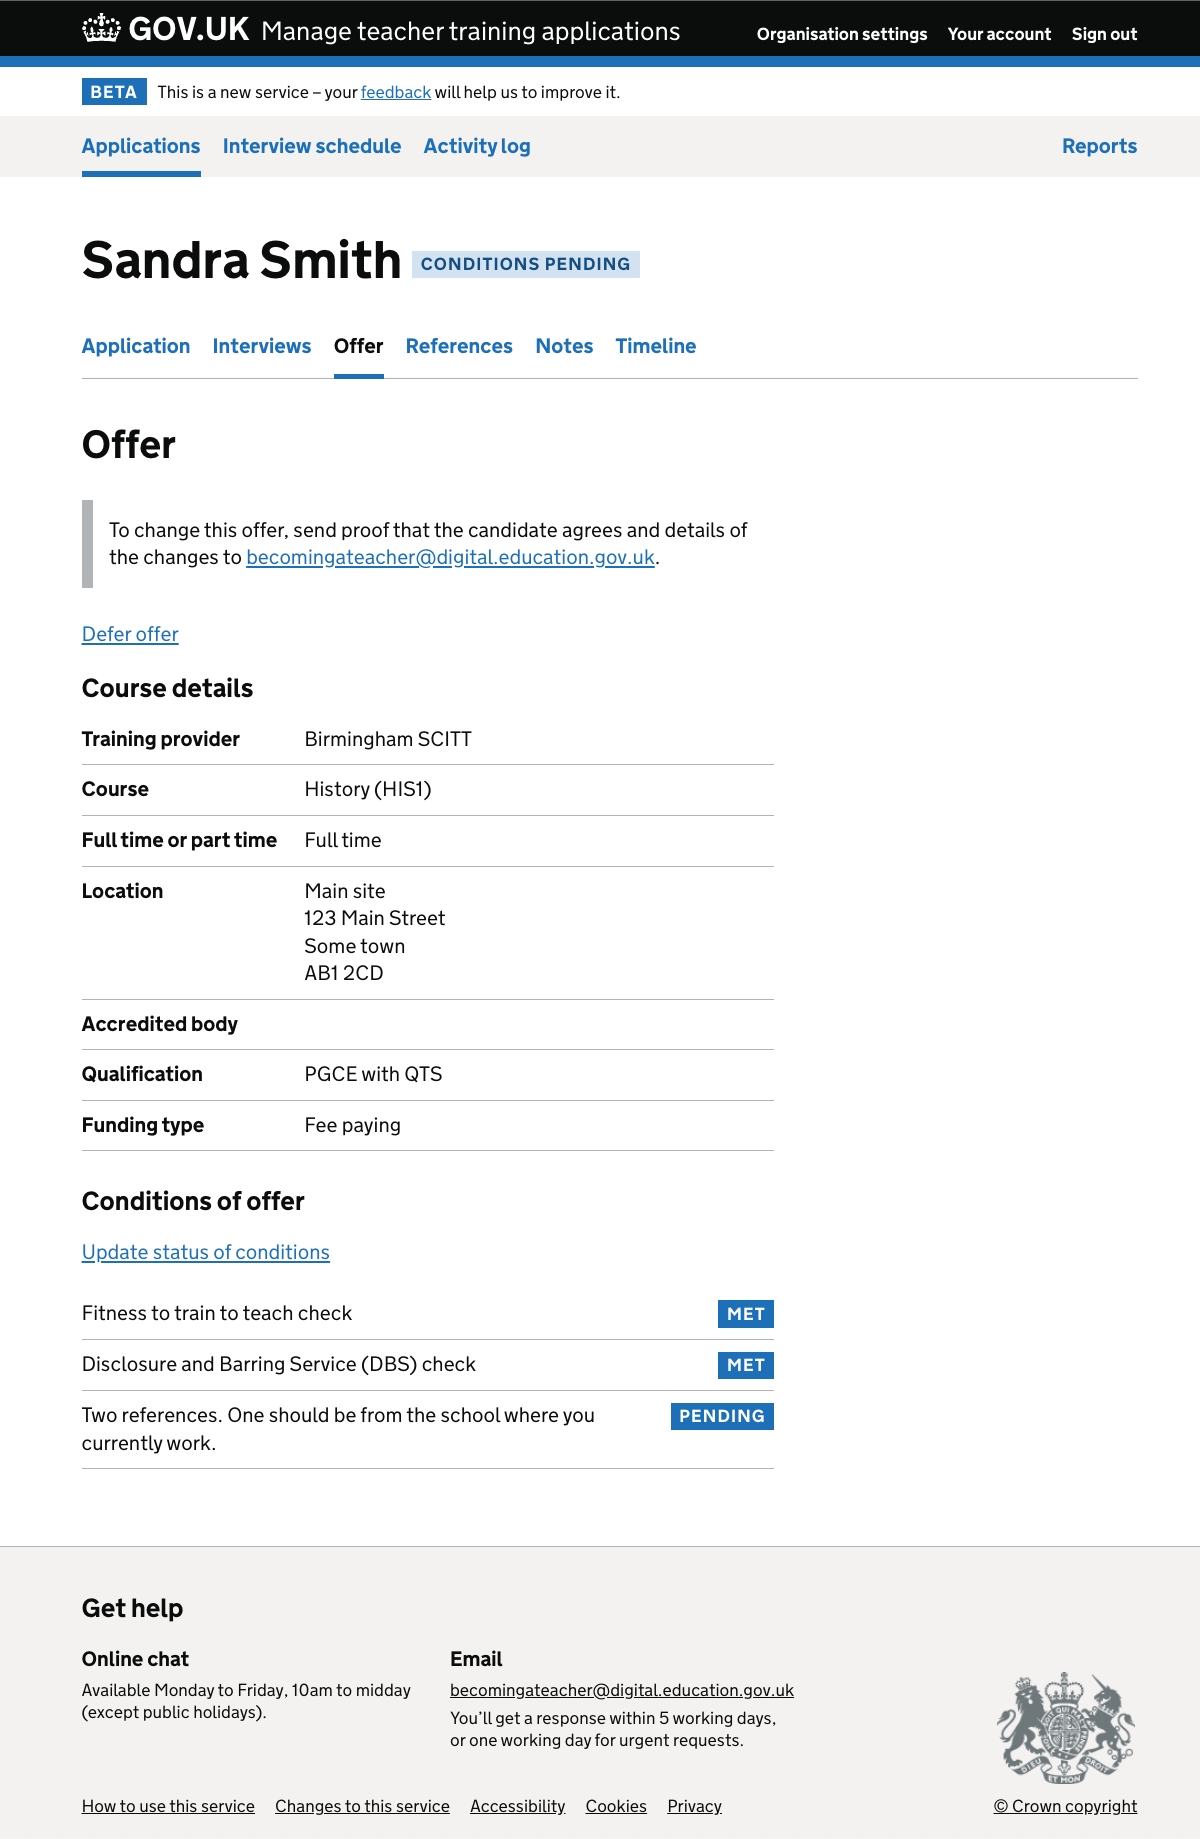 GOV.UK Manage teacher training applications Organisation settings Your account Sign out
BETA This is a new service – your feedback will help us to improve it.
Applications Interview schedule Activity log Reports
Sandra Smith CONDITIONS PENDING
Application Interviews Offer References Notes Timeline
Offer
To change this offer, send proof that the candidate agrees and details of
the changes to becomingateacher@digital.education.gov.uk.
Defer offer
Course details
Training provider Birmingham SCITT
Course History (HIS1)
Full time or part time Full time
Location Main site
123 Main Street
Some town
AB1 2CD
Accredited body
Qualification PGCE with QTS
Funding type Fee paying
Conditions of offer
Update status of conditions
Fitness to train to teach check MET
Disclosure and Barring Service (DBS) check MET
Two references. One should be from the school where you PENDING
currently work.
Get help
Online chat
Available Monday to Friday, 10am to midday
(except public holidays).
Email
becomingateacher@digital.education.gov.uk
You’ll get a response within 5 working days,
or one working day for urgent requests.
DIEU ET MON DROIT
How to use this service Changes to this service Accessibility Cookies Privacy © Crown copyright